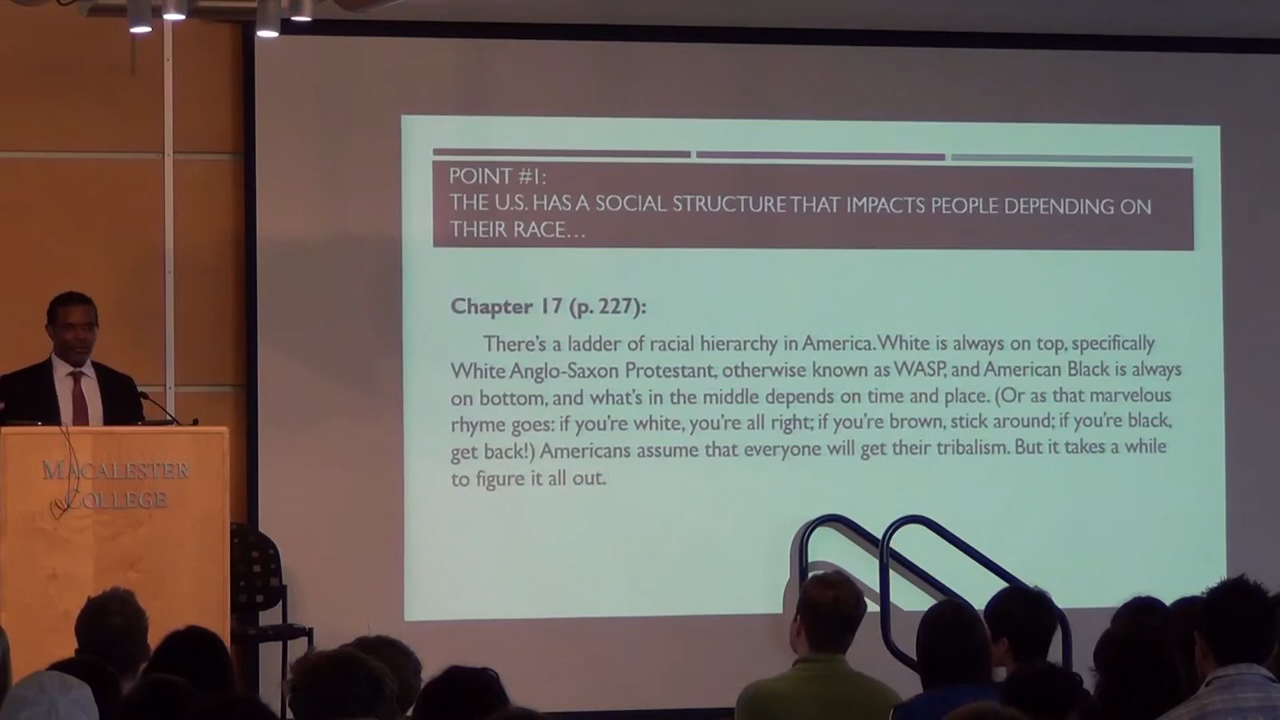 POINT #1:
THE U.S. HAS A SOCIAL STRUCTURE THAT IMPACTS PEOPLE DEPENDING ON
THEIR RACE…
Chapter 17 (p. 227):
There's a ladder of racial hierarchy in America. White is always on top, specifically
White Anglo-Saxon Protestant, otherwise known as WASP, and American Black is always
on bottom, and what's in the middle depends on time and place. (Or as that marvelous
rhyme goes: if you're white, you're all right; if you're brown, stick around; if you're black,
get back!) Americans assume that everyone will get their tribalism. But it takes a while
to figure it all out.
MACALESTER
COLLEGE